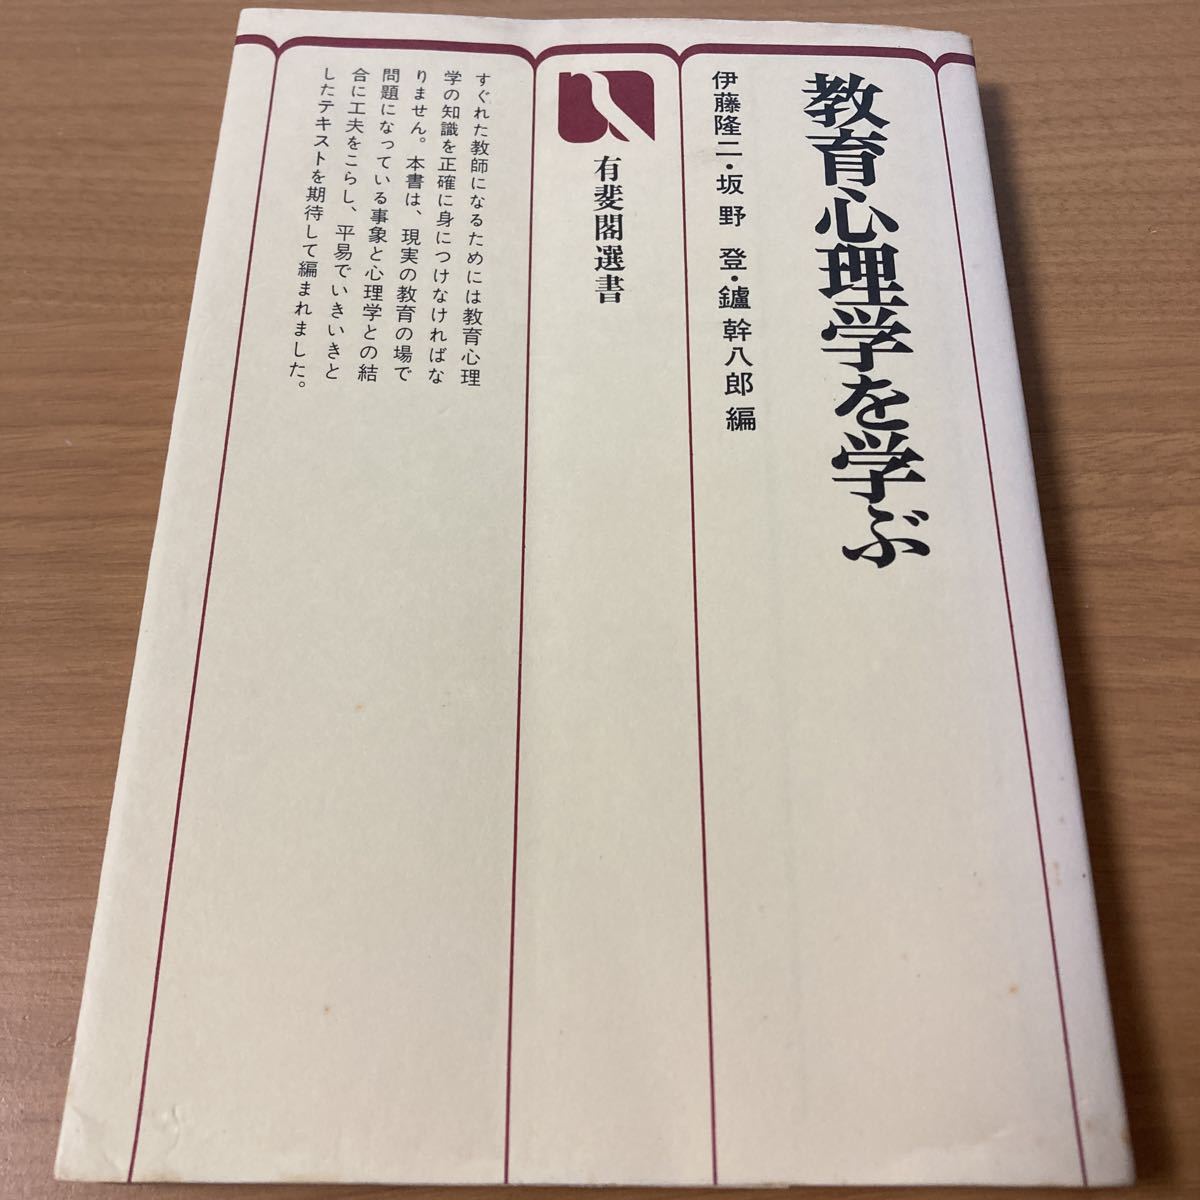 教育心理学を学ぶ
伊藤隆二・坂野 登・鑪 幹八郎 編
有斐閣選書
すぐれた教師になるためには教育心理
学の知識を正確に身につけなければな
りません。本書は、現実の教育の場で
問題になっている事象と心理学との結
合に工夫をこらし、平易でいきいきと
したテキストを期待して編まれました。